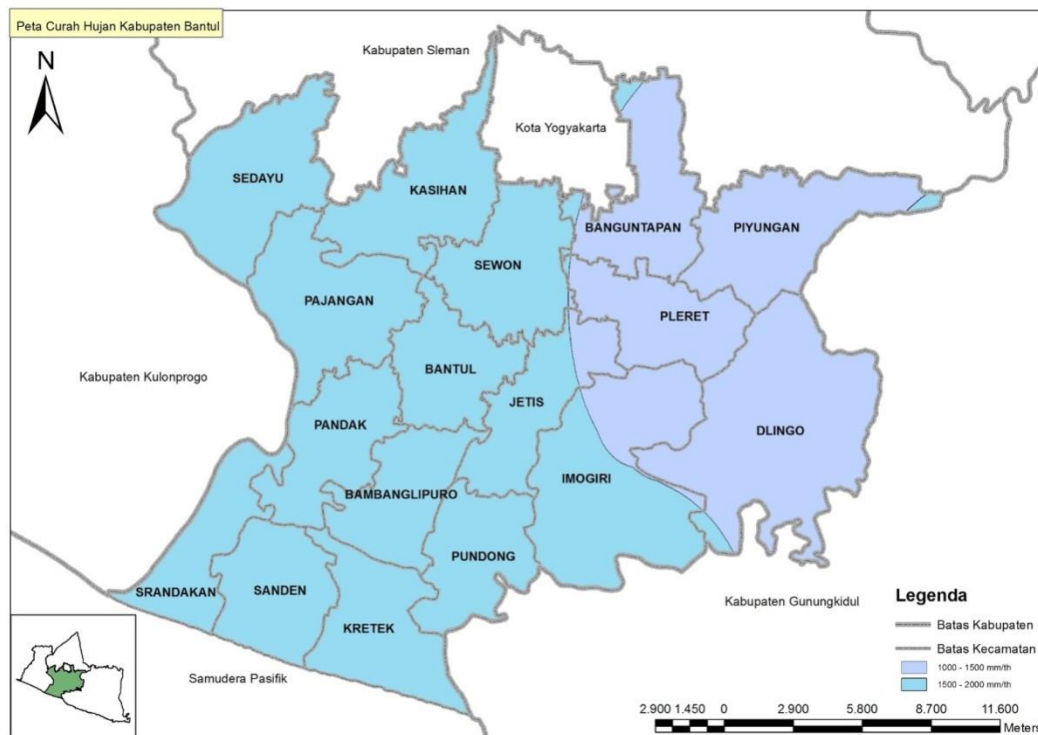 Peta Curah Hujan Kabupaten Bantul
N
Kabupaten Sleman
Kota Yogyakarta
SEDAYU
KASIHAN
BANGUNTAPAN
PIYUNGAN
SEWON
PAJANGAN
PLERET
Kabupaten Kulonprogo
BANTUL
JETIS
PANDAK
DLINGO
IMOGIRI
BAMBANGLIPURO
PUNDONG
SRANDAKAN
SANDEN
KRETEK
Kabupaten Gunungkidul
Samudera Pasifik
Legenda
Batas Kabupaten
Batas Kecamatan
1000 - 1500 mm/th
1500 - 2000 mm/th
2.900 1.450 0 2.900 5.800 8.700 11.600
Meters